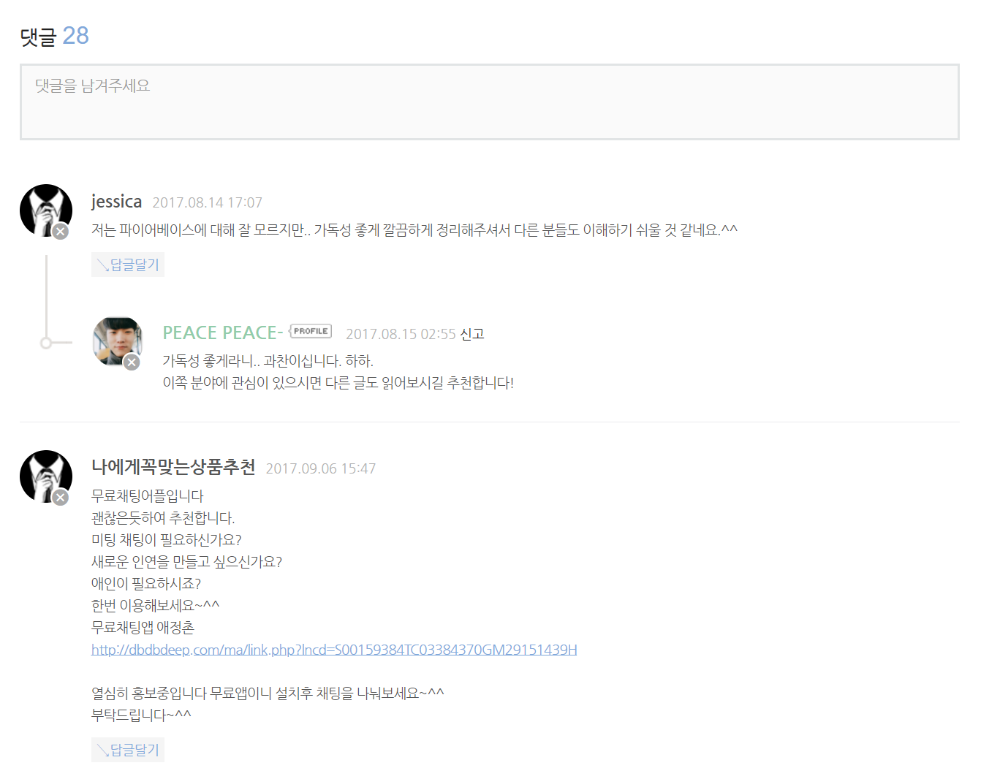 댓글 28
댓글을 남겨주세요
jessica 2017.08.14 17:07
저는 파이어베이스에 대해 잘 모르지만.. 가독성 좋게 깔끔하게 정리해주셔서 다른 분들도 이해하기 쉬울 것 같네요.^^
↘답글달기
PEACE PEACE- PROFILE 2017.08.15 02:55 신고
가독성 좋게라니.. 과찬이십니다. 하하.
이쪽 분야에 관심이 있으시면 다른 글도 읽어보시길 추천합니다!
나에게꼭맞는상품추천 2017.09.06 15:47
무료채팅어플입니다
괜찮은듯하여 추천합니다.
미팅 채팅이 필요하신가요?
새로운 인연을 만들고 싶으신가요?
애인이 필요하시죠?
한번 이용해보세요~^^
무료채팅앱 애정촌
http://dbdbdeep.com/ma/link.php?lncd=S00159384TC03384370GM29151439H
열심히 홍보중입니다 무료앱이니 설치후 채팅을 나눠보세요~^^
부탁드립니다~^^
↘답글달기